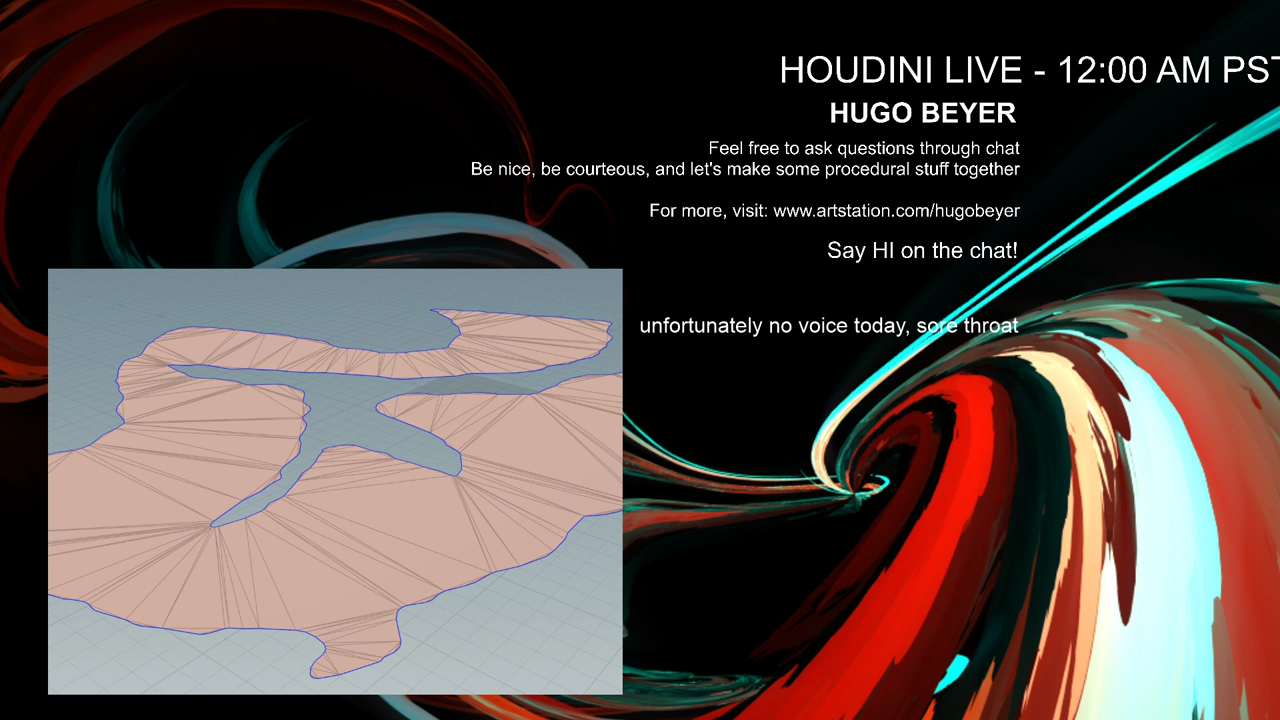 HOUDINI LIVE - 12:00 AM PST
HUGO BEYER
Feel free to ask questions through chat
Be nice, be courteous, and let's make some procedural stuff together
For more, visit: www.artstation.com/hugobeyer
Say HI on the chat!
unfortunately no voice today, sore throat